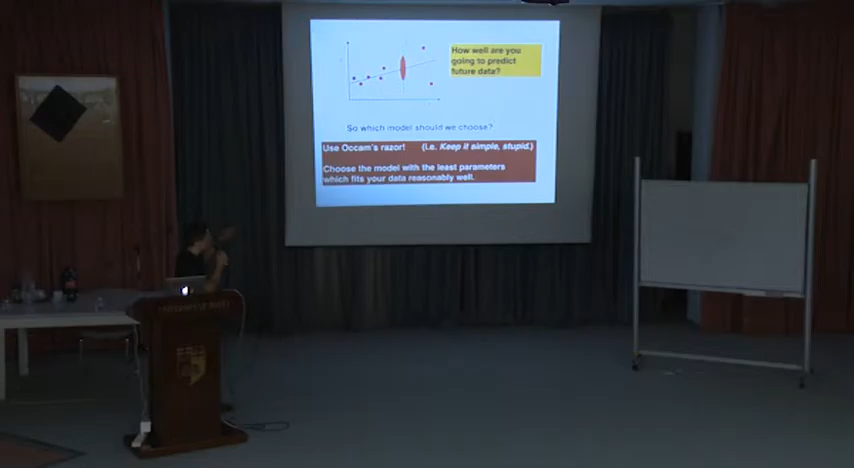 How well are you
going to predict
future data?
So which model should we choose?
Use Occam's razor! (i.e. Keep it simple, stupid.)
Choose the model with the least parameters
which fits your data reasonably well.